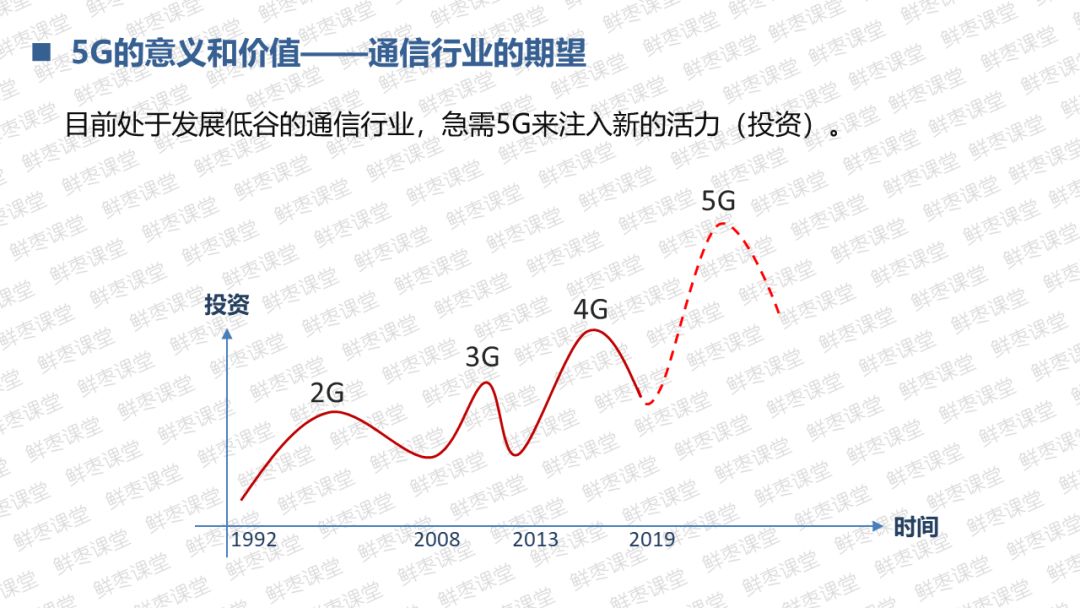 5G的意义和价值——通信行业的期望
目前处于发展低谷的通信行业，急需5G来注入新的活力（投资）。
5G
投资
4G
3G
2G
1992
2008
2013
2019
时间
鲜枣课堂